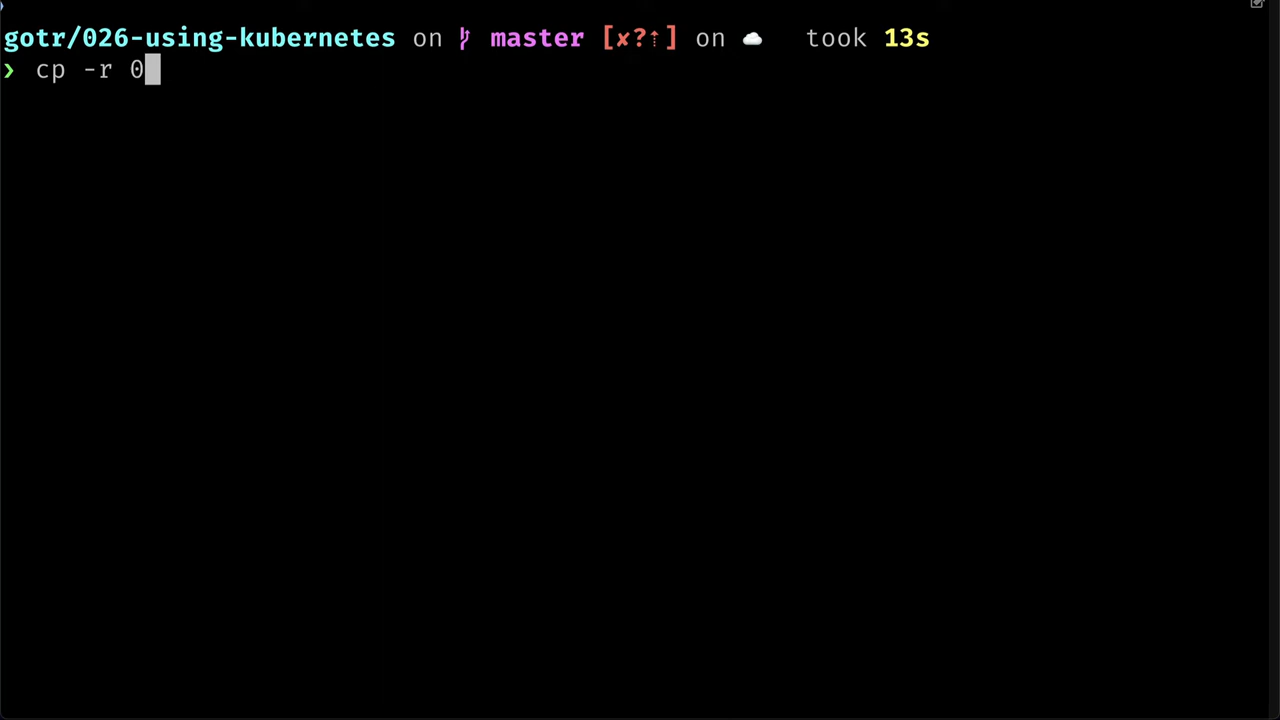 gotr/026-using-kubernetes on master [✘?⇡] on ☁️ took 13s
❯ cp -r 0